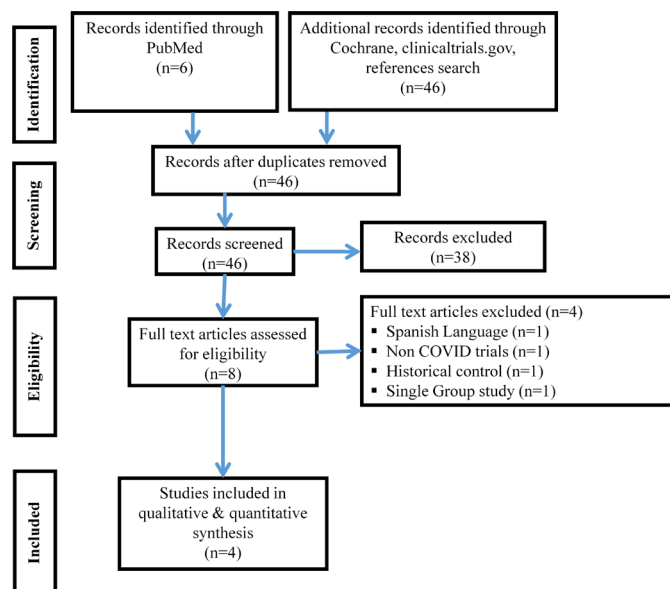 Identification
Records identified through
PubMed
(n=6)
Additional records identified through
Cochrane, clinicaltrials.gov,
references search
(n=46)
Records after duplicates removed
(n=46)
Screening
Records screened
(n=46)
Records excluded
(n=38)
Eligibility
Full text articles assessed
for eligibility
(n=8)
Full text articles excluded (n=4)
▪ Spanish Language (n=1)
▪ Non COVID trials (n=1)
▪ Historical control (n=1)
▪ Single Group study (n=1)
Included
Studies included in
qualitative & quantitative
synthesis
(n=4)